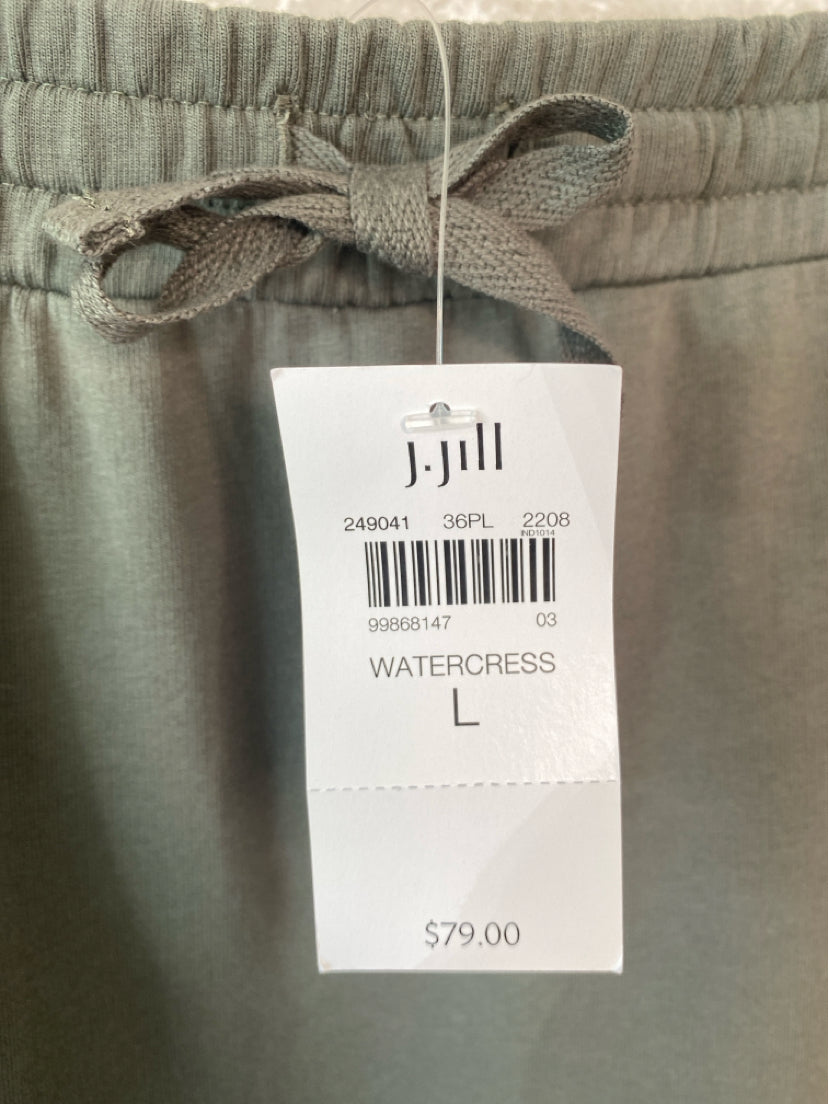 J.Jill
249041 36PL 2208
IND1014
99868147 03
WATERCRESS
L
$79.00